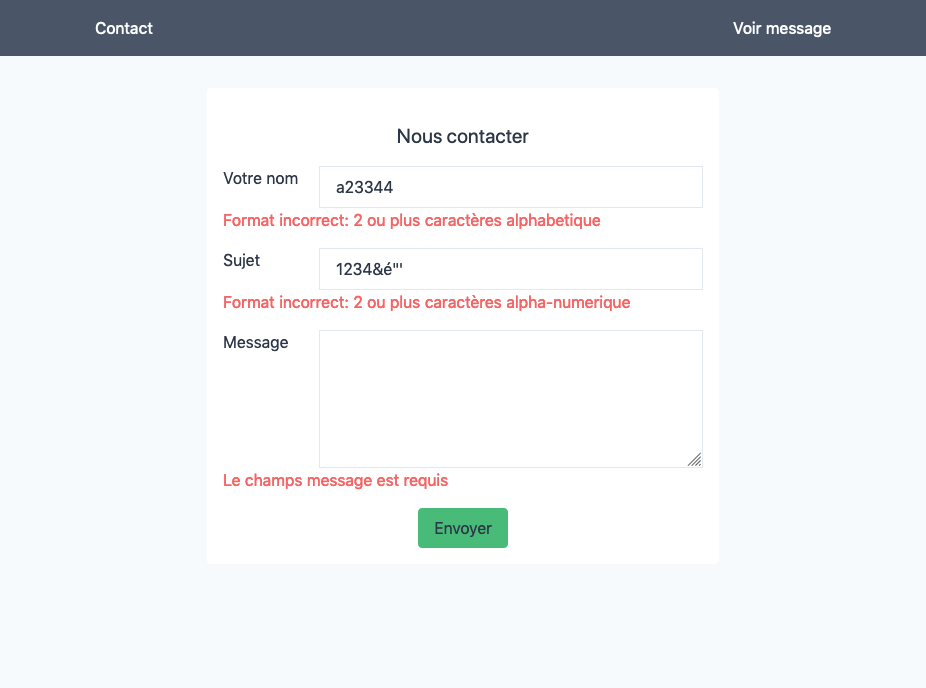 Contact
Voir message
Nous contacter
Votre nom
a23344
Format incorrect: 2 ou plus caractères alphabetique
Sujet
1234&é"'
Format incorrect: 2 ou plus caractères alpha-numerique
Message
Le champs message est requis
Envoyer